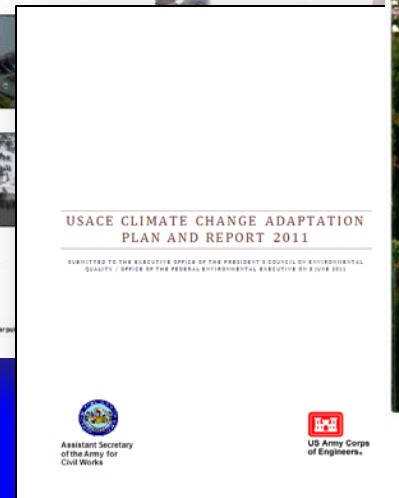 USACE CLIMATE CHANGE ADAPTATION
PLAN AND REPORT 2011
SUBMITTED TO THE EXECUTIVE OFFICE OF THE PRESIDENT'S COUNCIL ON ENVIRONMENTAL
QUALITY / OFFICE OF THE FEDERAL ENVIRONMENTAL EXECUTIVE ON 3 JUNE 2011
Assistant Secretary
of the Army for
Civil Works
US Army Corps
of Engineers®